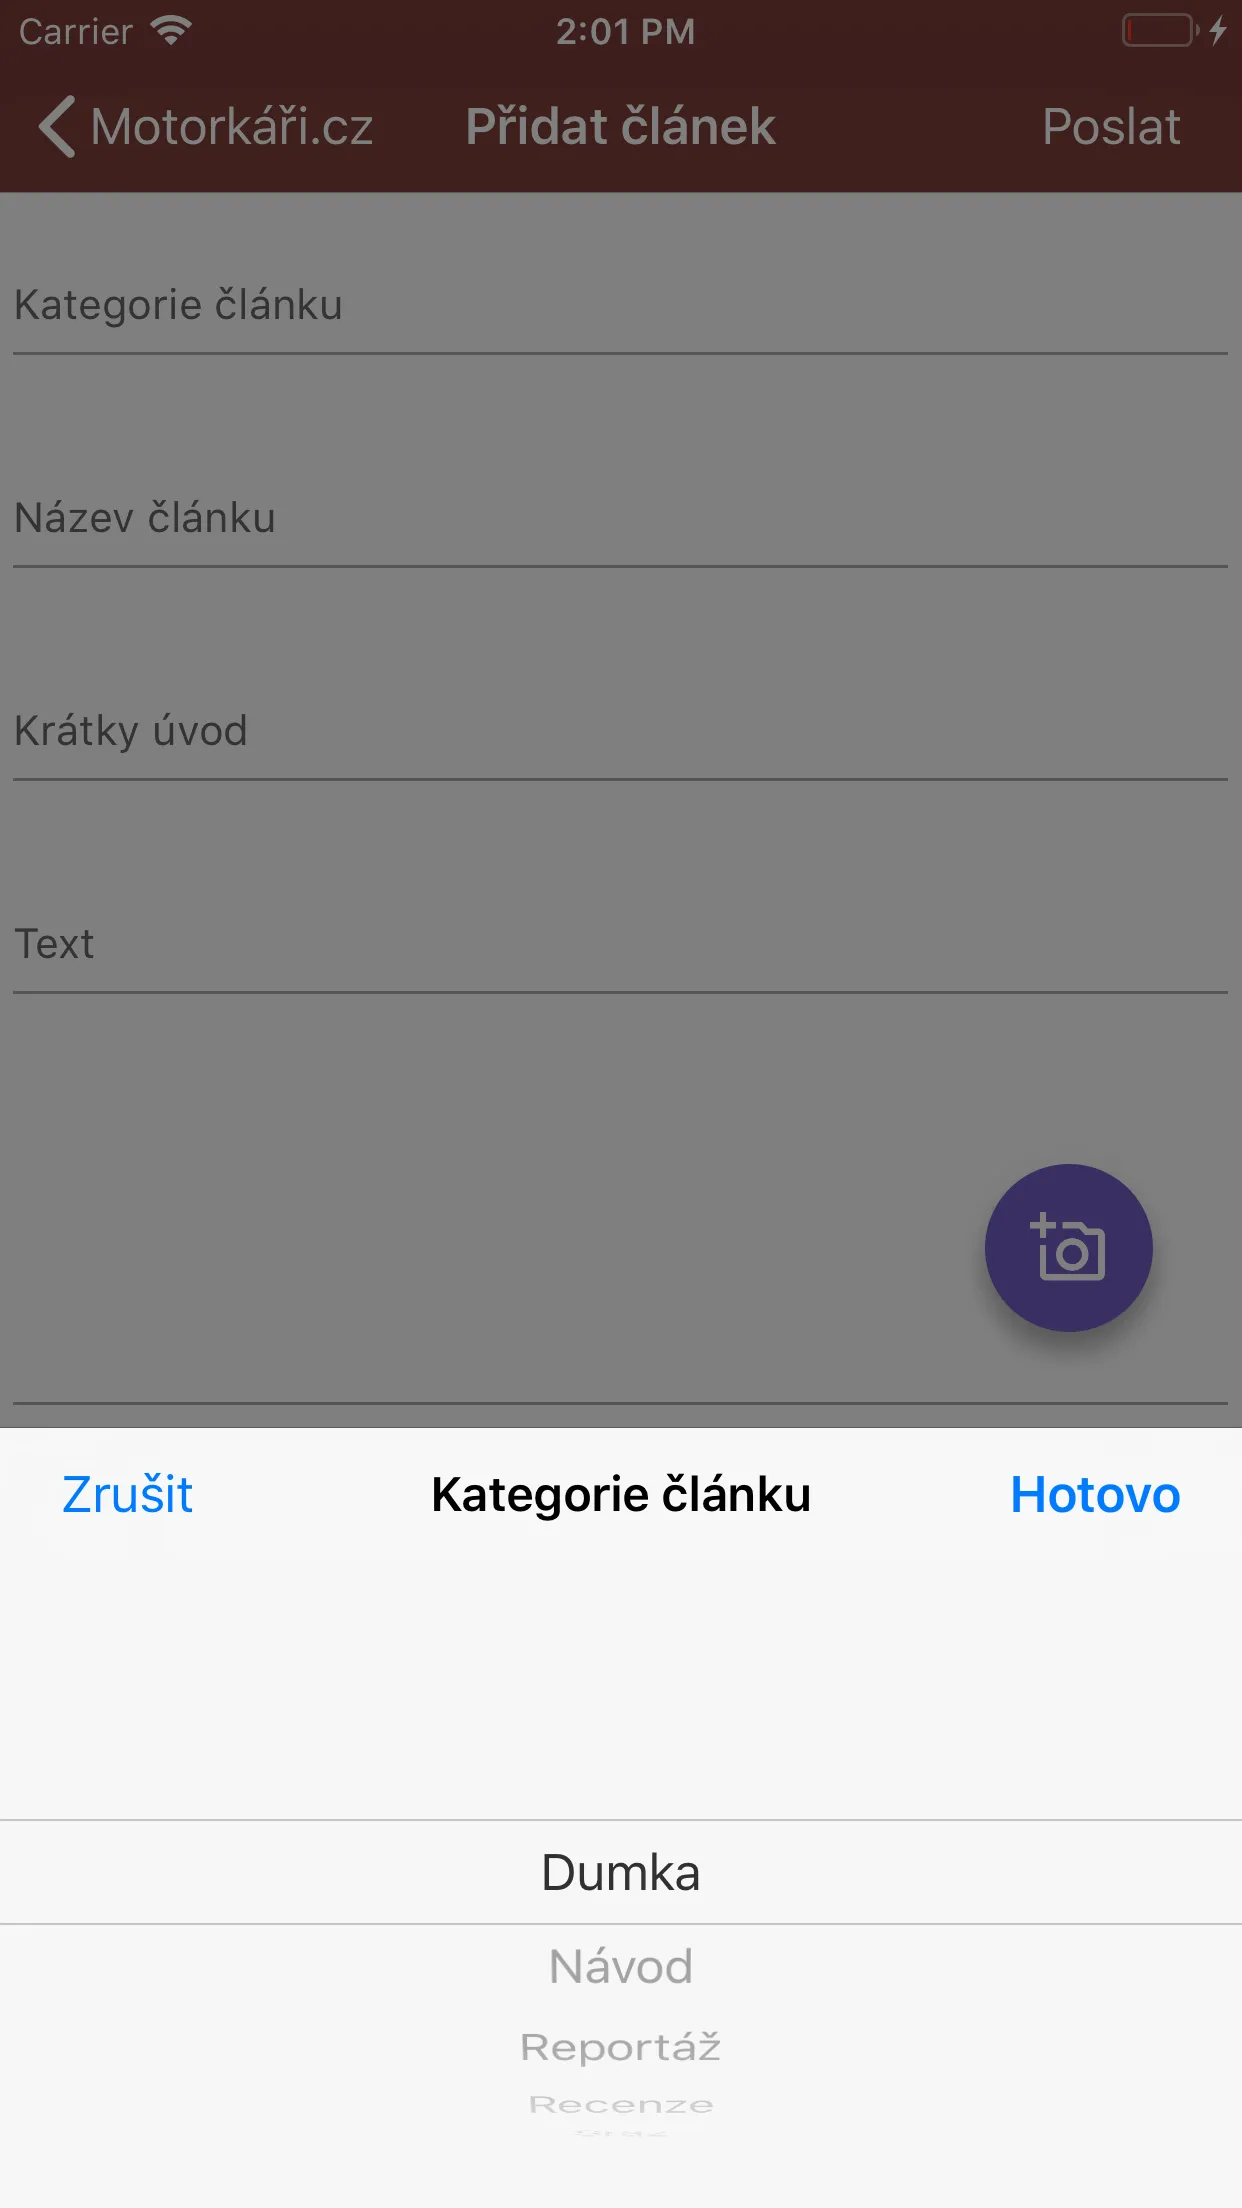 Carrier 2:01 PM
Motorkáři.cz Přidat článek Poslat
Kategorie článku
Název článku
Krátky úvod
Text
Zrušit Kategorie článku Hotovo
Dumka
Návod
Reportáž
Recenze